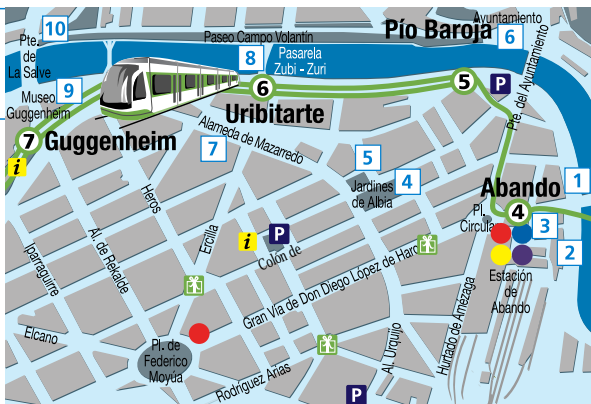 10
Pte.
de
La Salve
Paseo Campo Volantín
Pío Baroja
Ayuntamiento
6
8
Pasarela
Zubi - Zuri
Museo
Guggenheim
9
6
Uribitarte
5
P
Pte. del Ayuntamiento
7
Guggenheim
i
Alameda de Mazarredo
7
5
4
Jardines
de Albia
Abando
1
4
Pl.
Circular
3
2
Estación
de
Abando
Heros
Ercilla
i
P
Colón de
Al. de Rekalde
Iparraguirre
Gran Vía de Don Diego López de Haro
Hurtado de Amézaga
Elcano
Pl. de
Federico
Moyúa
Al. Urquijo
Rodríguez Arias
P